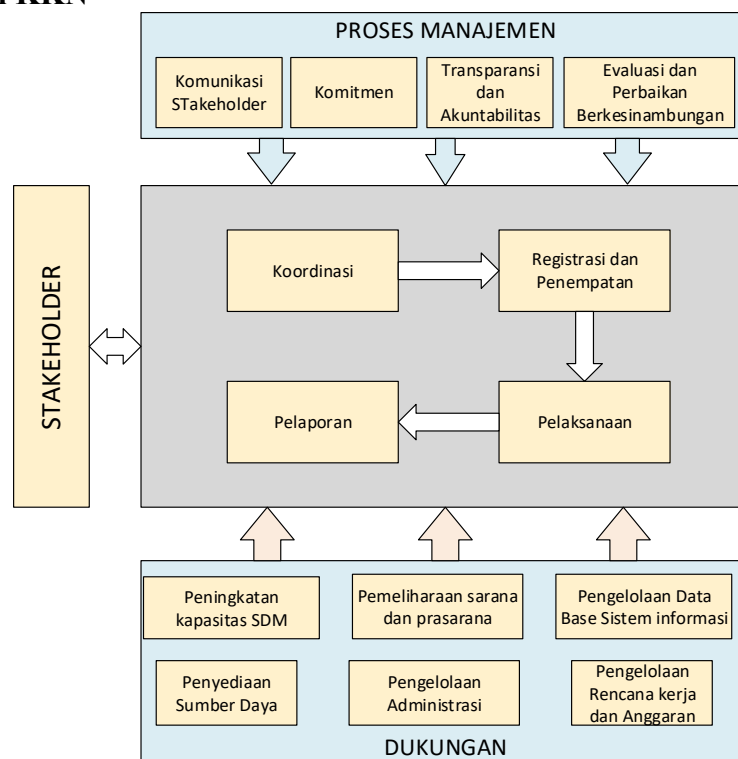 PROSES MANAJEMEN
Komunikasi
STakeholder
Komitmen
Transparansi
dan
Akuntabilitas
Evaluasi dan
Perbaikan
Berkesinambungan
STAKEHOLDER
Koordinasi
Registrasi dan
Penempatan
Pelaporan
Pelaksanaan
Peningkatan
kapasitas SDM
Pemeliharaan sarana
dan prasarana
Pengelolaan Data
Base Sistem informasi
Penyediaan
Sumber Daya
Pengelolaan
Administrasi
Pengelolaan
Rencana kerja
dan Anggaran
DUKUNGAN